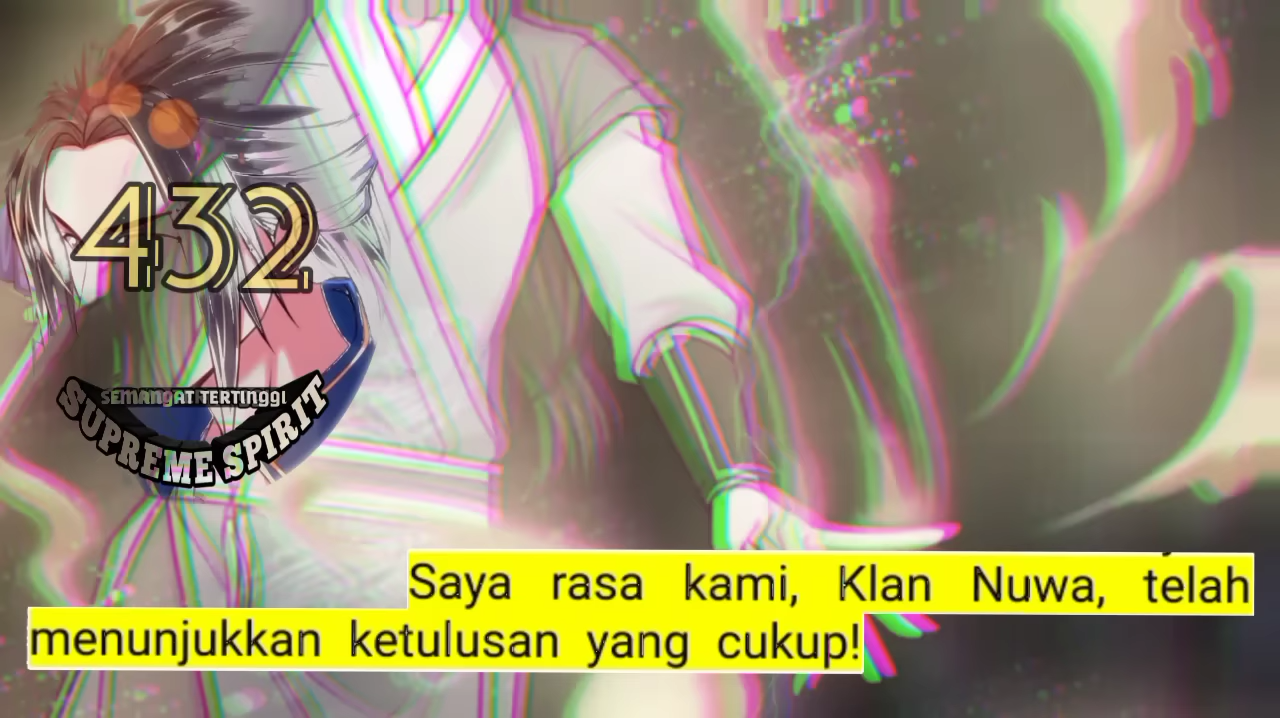 432
SEMANGAT TERTINGGI
SUPREME SPIRIT
Saya rasa kami, Klan Nuwa, telah
menunjukkan ketulusan yang cukup!